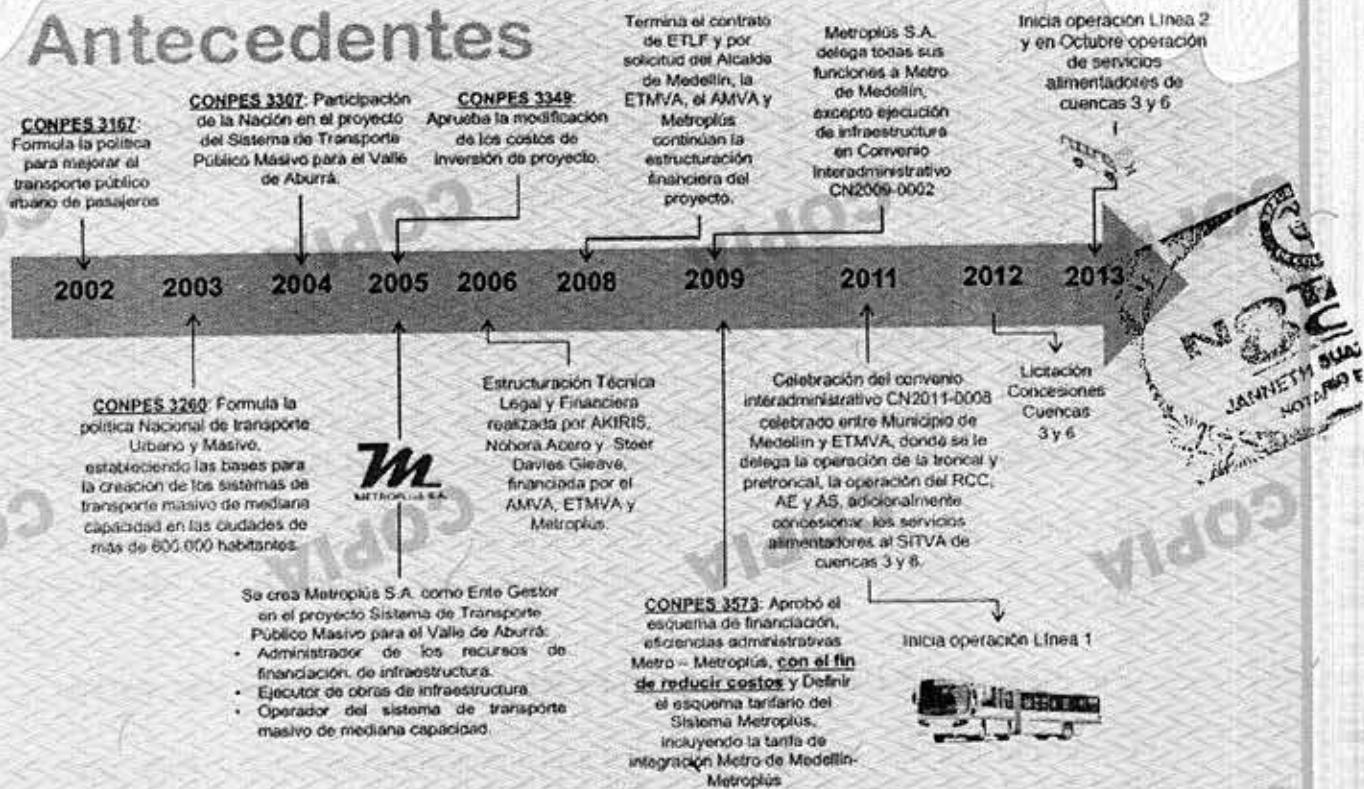 Antecedentes
CONPES 3167:
Formula la política
para mejorar el
transporte público
urbano de pasajeros
CONPES 3307: Participación
de la Nación en el proyecto
del Sistema de Transporte
Público Masivo para el Valle
de Aburrá.
CONPES 3349:
Aprueba la modificación
de los costos de
inversión de proyecto.
Termina el contrato
de ETLF y por
solicitud del Alcalde
de Medellín, la
ETMVA, el AMVA y
Metroplús
continúan la
estructuración
financiera del
proyecto.
Metroplús S.A.
delega todas sus
funciones a Metro
de Medellín,
excepto ejecución
de infraestructura
en Convenio
Interadministrativo
CN2009-0002
Inicia operación Línea 2
y en Octubre operación
de servicios
alimentadores de
cuencas 3 y 6
2002 2003 2004 2005 2006 2008 2009 2011 2012 2013
CONPES 3260: Formula la
política Nacional de transporte
Urbano y Masivo,
estableciendo las bases para
la creación de los sistemas de
transporte masivo de mediana
capacidad en las ciudades de
más de 600.000 habitantes.
m
METROPLÚS S.A.
Se crea Metroplús S.A. como Ente Gestor
en el proyecto Sistema de Transporte
Público Masivo para el Valle de Aburrá:
• Administrador de los recursos de
financiación, de infraestructura.
• Ejecutor de obras de infraestructura.
• Operador del sistema de transporte
masivo de mediana capacidad.
Estructuración Técnica
Legal y Financiera
realizada por AKIRIS,
Nohora Acero y Steer
Davies Gleave,
financiada por el
AMVA, ETMVA y
Metroplús.
CONPES 3573: Aprobó el
esquema de financiación,
eficiencias administrativas
Metro – Metroplús, con el fin
de reducir costos y Definir
el esquema tarifario del
Sistema Metroplús,
incluyendo la tarifa de
integración Metro de Medellín-
Metroplús
Celebración del convenio
interadministrativo CN2011-0008
celebrado entre Municipio de
Medellín y ETMVA, donde se le
delega la operación de la troncal y
pretroncal, la operación del RCC,
AE y AS, adicionalmente
concesionar los servicios
alimentadores al SITVA de
cuencas 3 y 6.
Inicia operación Línea 1
Licitación
Concesiones
Cuencas
3 y 6
COPIA
COPIA
COPIA
COPIA
COPIA
JANNETH
NOTARIO